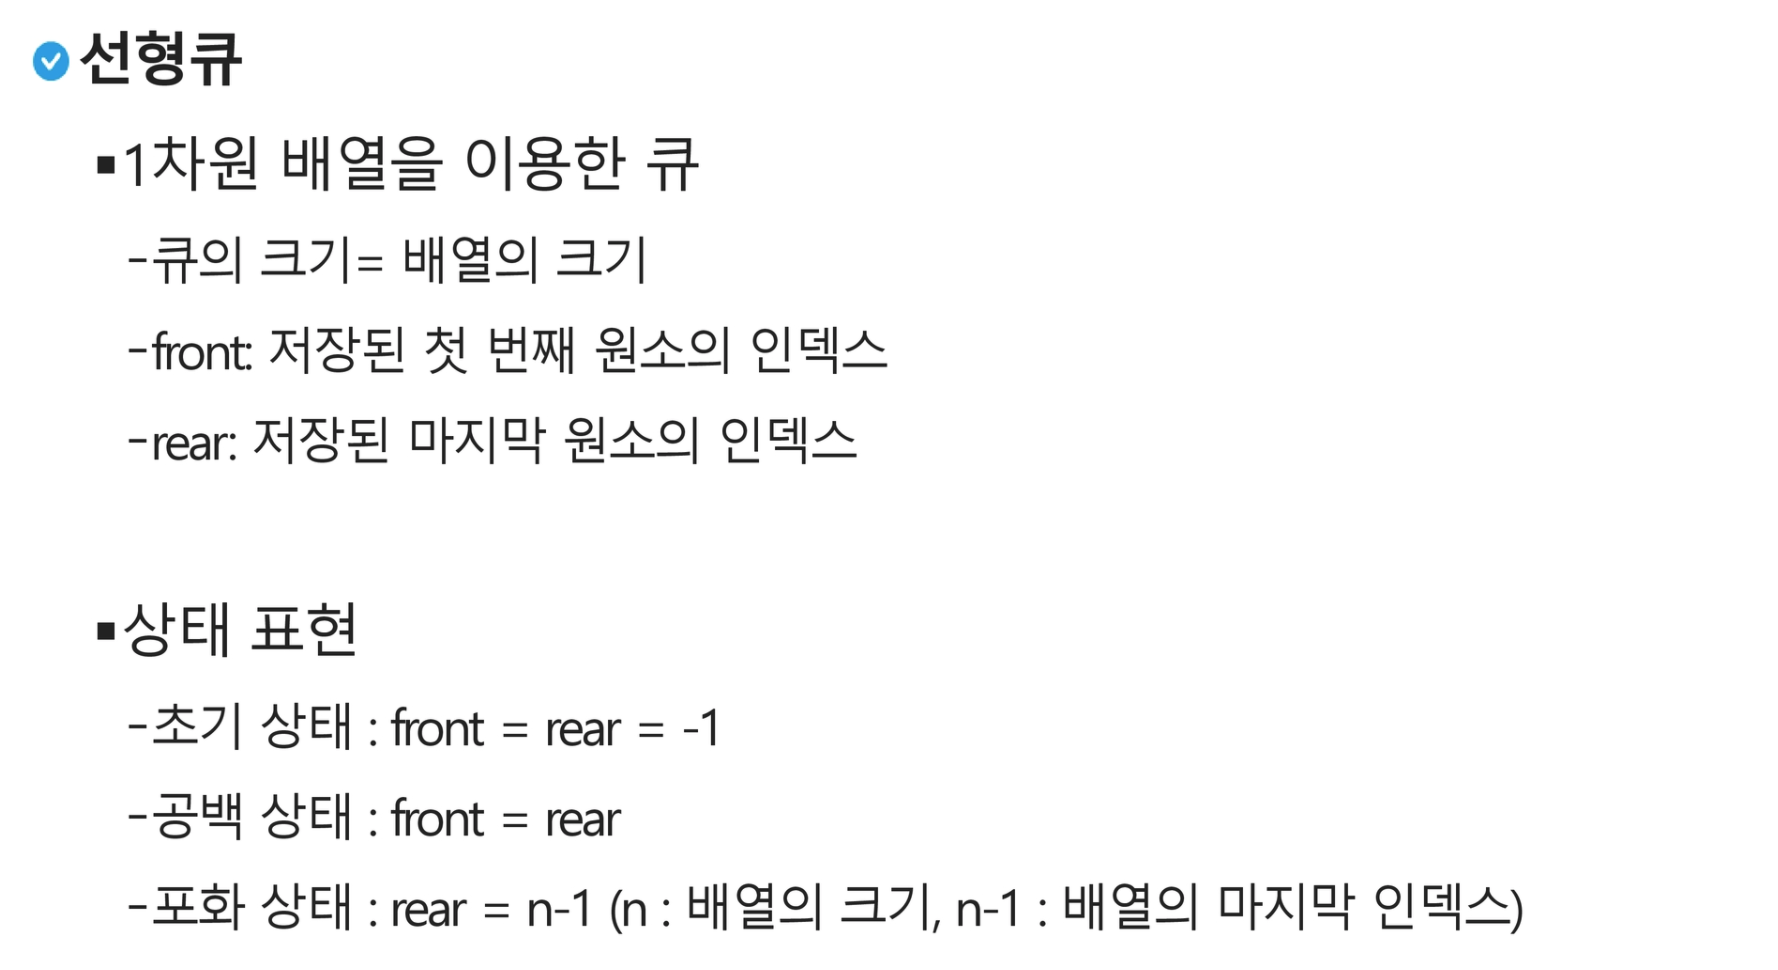 선형큐
▪1차원 배열을 이용한 큐
-큐의 크기= 배열의 크기
-front: 저장된 첫 번째 원소의 인덱스
-rear: 저장된 마지막 원소의 인덱스
▪상태 표현
-초기 상태 : front = rear = -1
-공백 상태 : front = rear
-포화 상태 : rear = n-1 (n : 배열의 크기, n-1 : 배열의 마지막 인덱스)